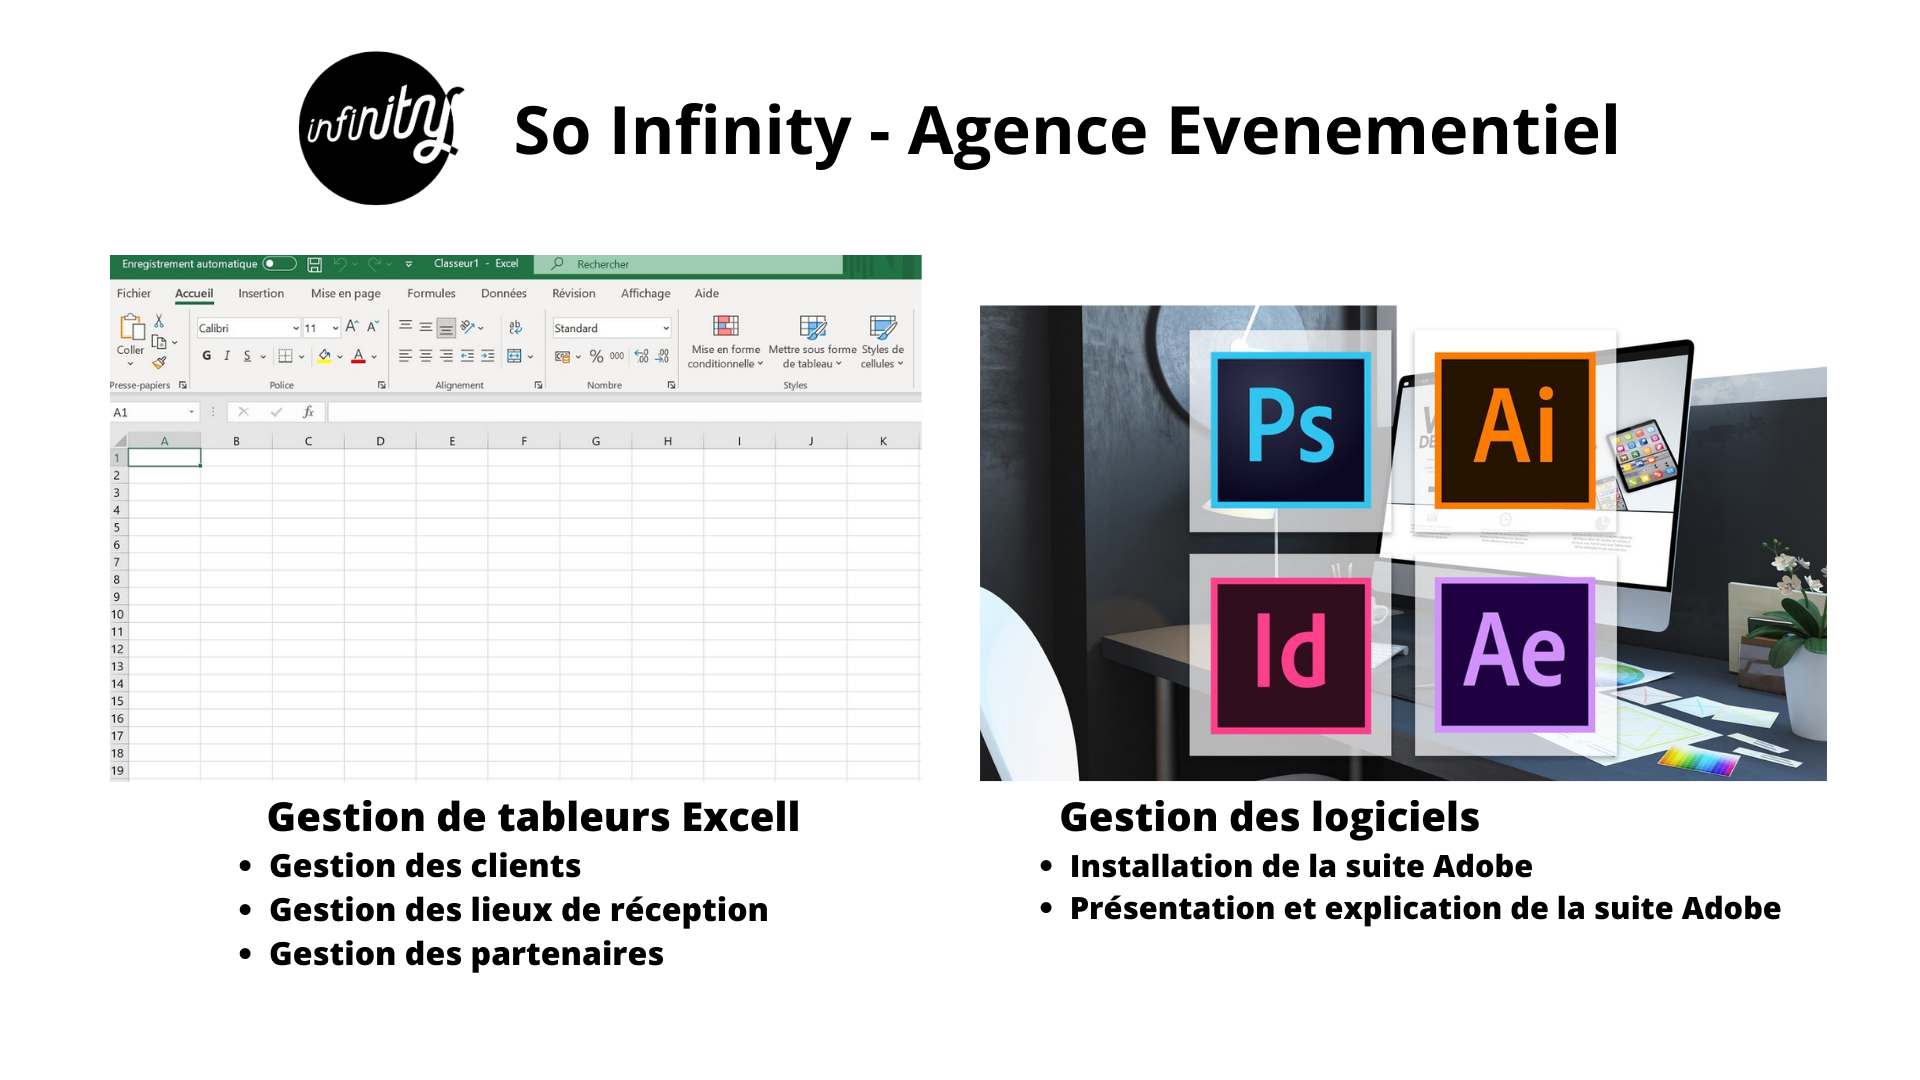 infinitys
So Infinity - Agence Evenementiel
Enregistrement automatique
Classeur1 - Excel
Rechercher
Fichier Accueil Insertion Mise en page Formules Données Révision Affichage Aide
Coller
Calibri 11
G I S
Standard
% 000
Mise en forme conditionnelle
Mettre sous forme de tableau
Styles de cellules
Presse-papiers Police Alignement Nombre Styles
A1 fx
A B C D E F G H I J K
1
2
3
4
5
6
7
8
9
10
11
12
13
14
15
16
17
18
19
Ps Ai
Id Ae
Gestion de tableurs Excell
• Gestion des clients
• Gestion des lieux de réception
• Gestion des partenaires
Gestion des logiciels
• Installation de la suite Adobe
• Présentation et explication de la suite Adobe